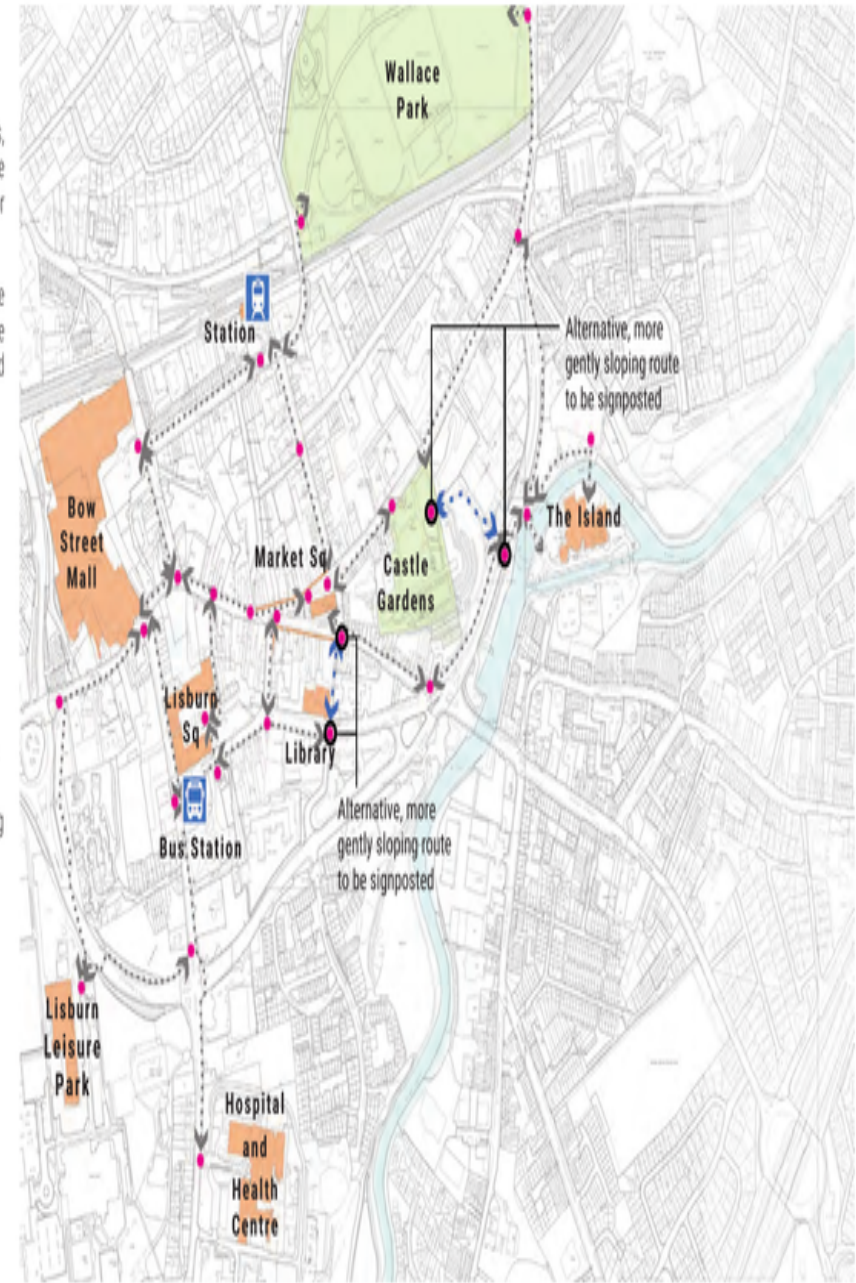 Wallace
Park
Station
Alternative, more
gently sloping route
to be signposted
Bow
Street
Mall
The Island
Market Sq
Castle
Gardens
Lisburn
Sq
Library
Alternative, more
gently sloping route
to be signposted
Bus Station
Lisburn
Leisure
Park
Hospital
and
Health
Centre